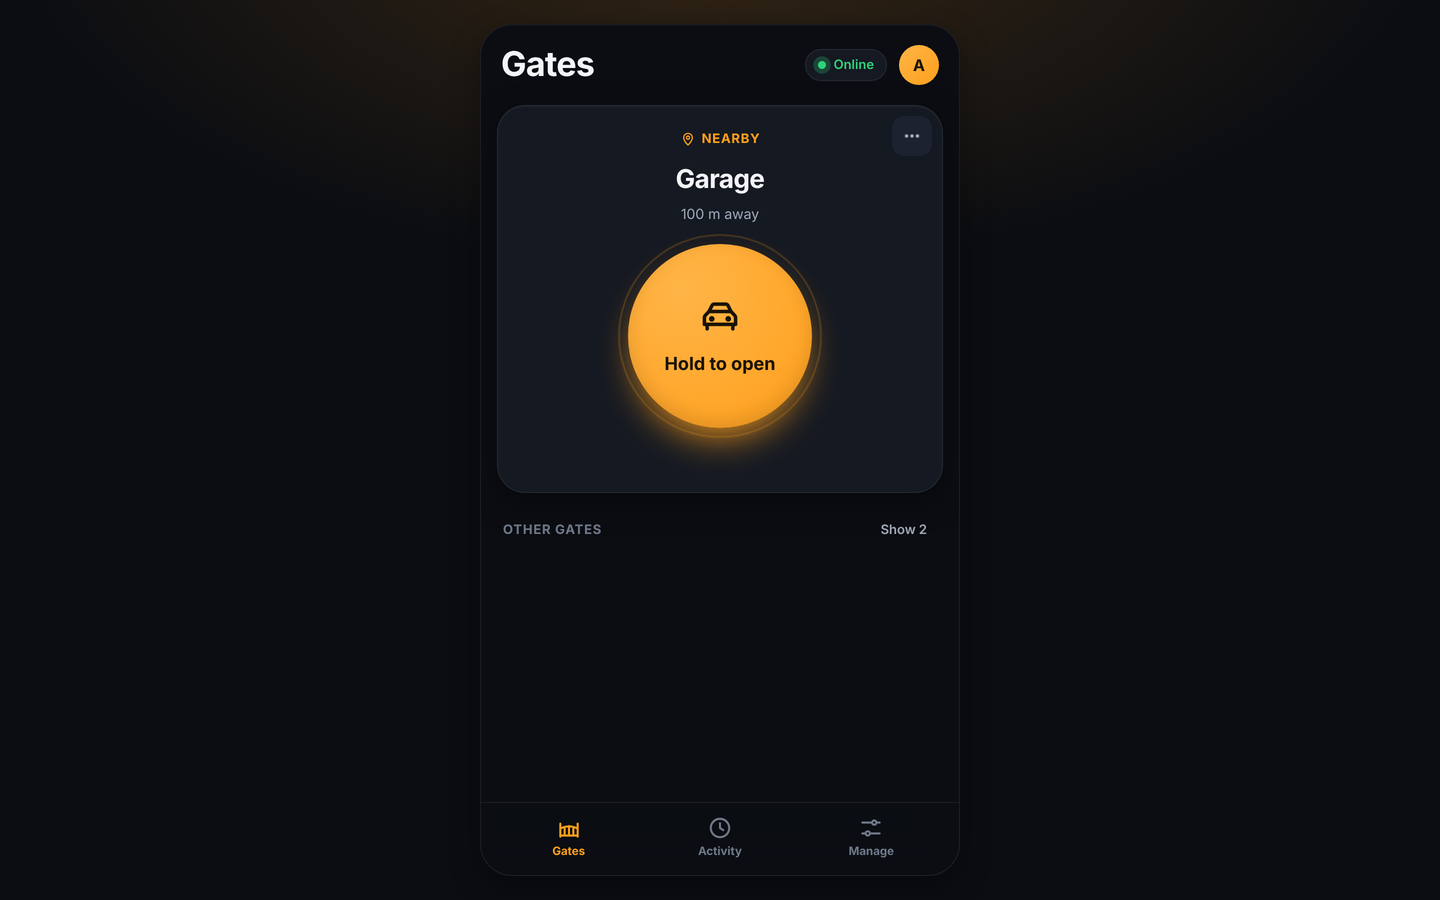 Gates
Online
A
NEARBY
Garage
100 m away
Hold to open
OTHER GATES
Show 2
Gates
Activity
Manage